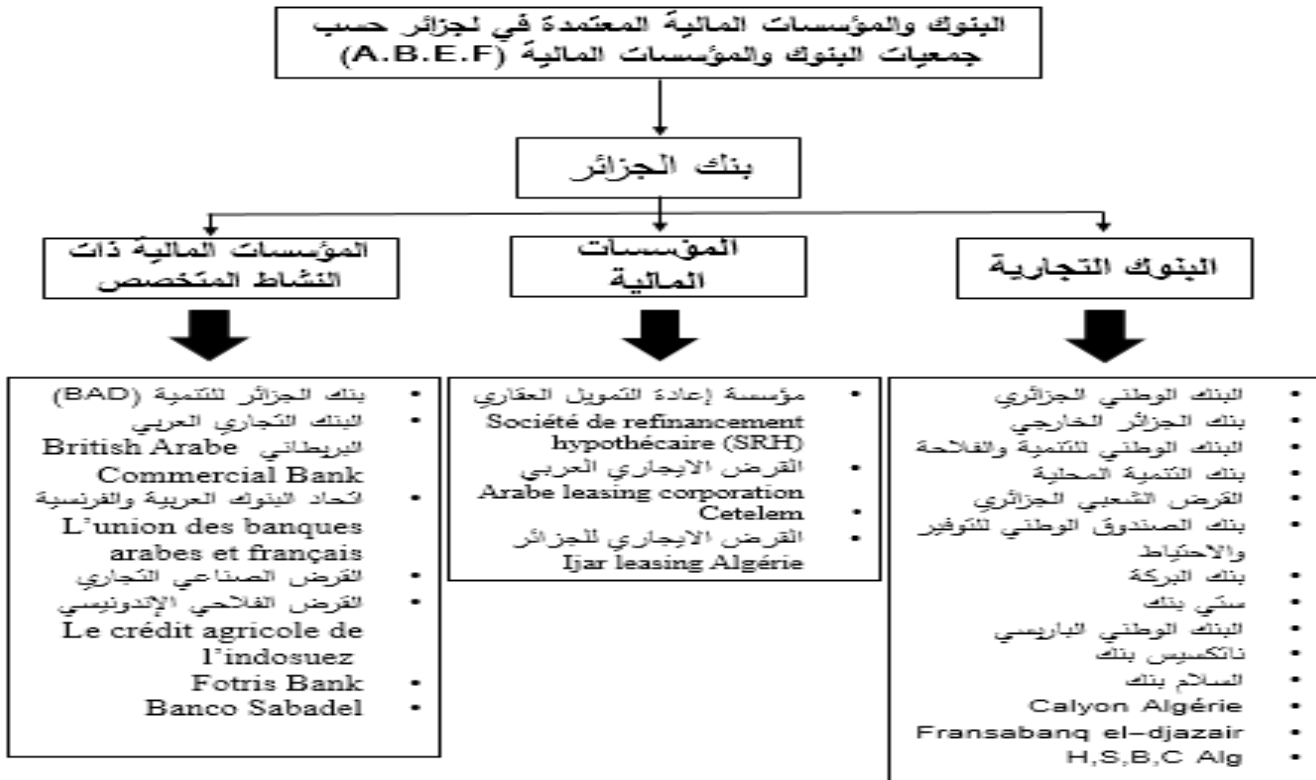 البنوك والمؤسسات المالية المعتمدة في لجزائر حسب
جمعيات البنوك والمؤسسات المالية (A.B.E.F)
بنك الجزائر
البنوك التجارية
المؤسسات
المالية
المؤسسات المالية ذات
النشاط المتخصص
• البنك الوطني الجزائري
• بنك الجزائر الخارجي
• البنك الوطني للتنمية والفلاحة
• بنك التنمية المحلية
• القرض الشعبي الجزائري
• بنك الصندوق الوطني للتوفير
والاحتياط
• بنك البركة
• ستي بنك
• البنك الوطني الباريسي
• ناتكسيس بنك
• السلام بنك
• Calyon Algérie
• Fransabanq el-djazair
• H,S,B,C Alg
• مؤسسة إعادة التمويل العقاري
Société de refinancement
hypothécaire (SRH)
• القرض الايجاري العربي
Arabe leasing corporation
• Cetelem
• القرض الايجاري للجزائر
Ijar leasing Algérie
• بنك الجزائر للتنمية (BAD)
• البنك التجاري العربي
البريطاني British Arabe
Commercial Bank
• اتحاد البنوك العربية والفرنسية
L'union des banques
arabes et français
• القرض الصناعي التجاري
• القرض الفلاحي الإندونيسي
Le crédit agricole de
l'indosuez
• Fotris Bank
• Banco Sabadel